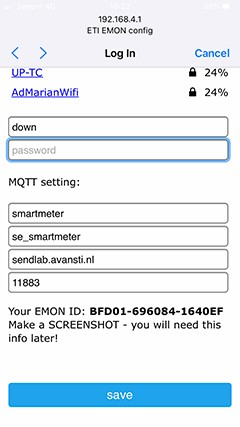 192.168.4.1
ETI EMON config
Log In
Cancel
UP-TC 24%
AdMarianWifi 24%
down
password
MQTT setting:
smartmeter
se_smartmeter
sendlab.avansti.nl
11883
Your EMON ID: BFD01-696084-1640EF
Make a SCREENSHOT - you will need this
info later!
save